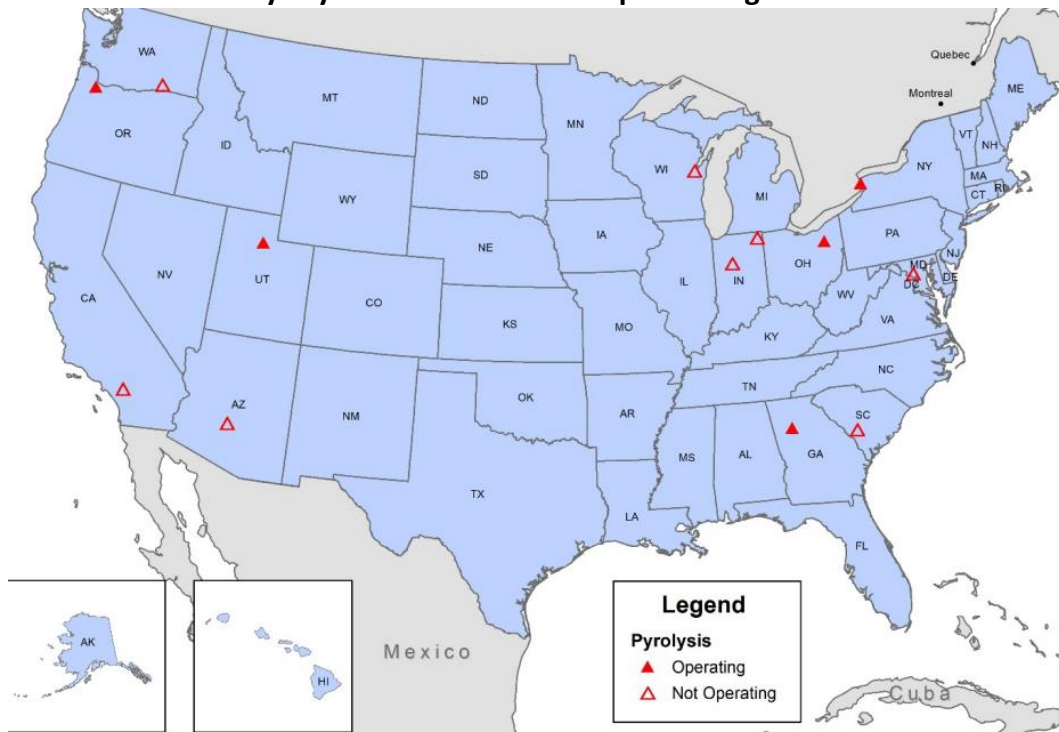 WA
MT
ND
MN
OR
ID
SD
WI
MI
Quebec
Montreal
ME
VT
NH
NY
MA
CT
RI
WY
NE
IA
PA
NJ
NV
UT
CO
IL
IN
OH
MD
DE
DC
WV
VA
CA
KS
MO
KY
AZ
NM
OK
AR
TN
NC
SC
MS
AL
GA
TX
LA
FL
AK
HI
Mexico
Cuba
Legend
Pyrolysis
Operating
Not Operating